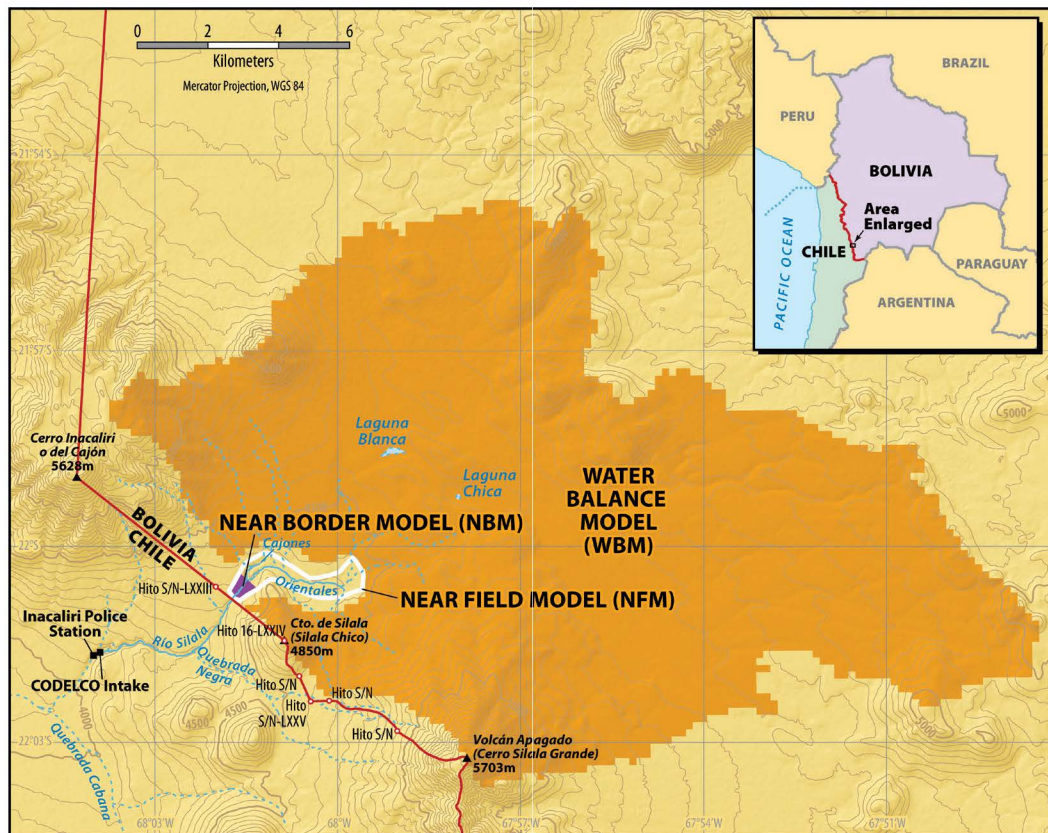 0 2 4 6
Kilometers
Mercator Projection, WGS 84
BRAZIL
PERU
BOLIVIA
Area
Enlarged
CHILE
PACIFIC OCEAN
PARAGUAY
ARGENTINA
5000
21°54'S
21°57'S
5000
Laguna
Blanca
Cerro Inacaliri
o del Cajón
5628m
Laguna
Chica
WATER
BALANCE
MODEL
(WBM)
BOLIVIA
CHILE
NEAR BORDER MODEL (NBM)
22°S
Cajones
Orientales
Hito S/N-LXXIII
NEAR FIELD MODEL (NFM)
Inacaliri Police
Station
Río Silala
Hito 16-LXXIV
Cto. de Silala
(Silala Chico)
4850m
CODELCO Intake
Quebrada
Negra
Hito S/N
Hito S/N
Hito
S/N-LXXV
4000
4500
4500
Hito S/N
22°03'S
Volcán Apagado
(Cerro Silala Grande)
5703m
Quebrada Cabana
68°03'W
68°W
67°57'W
67°54'W
67°51'W